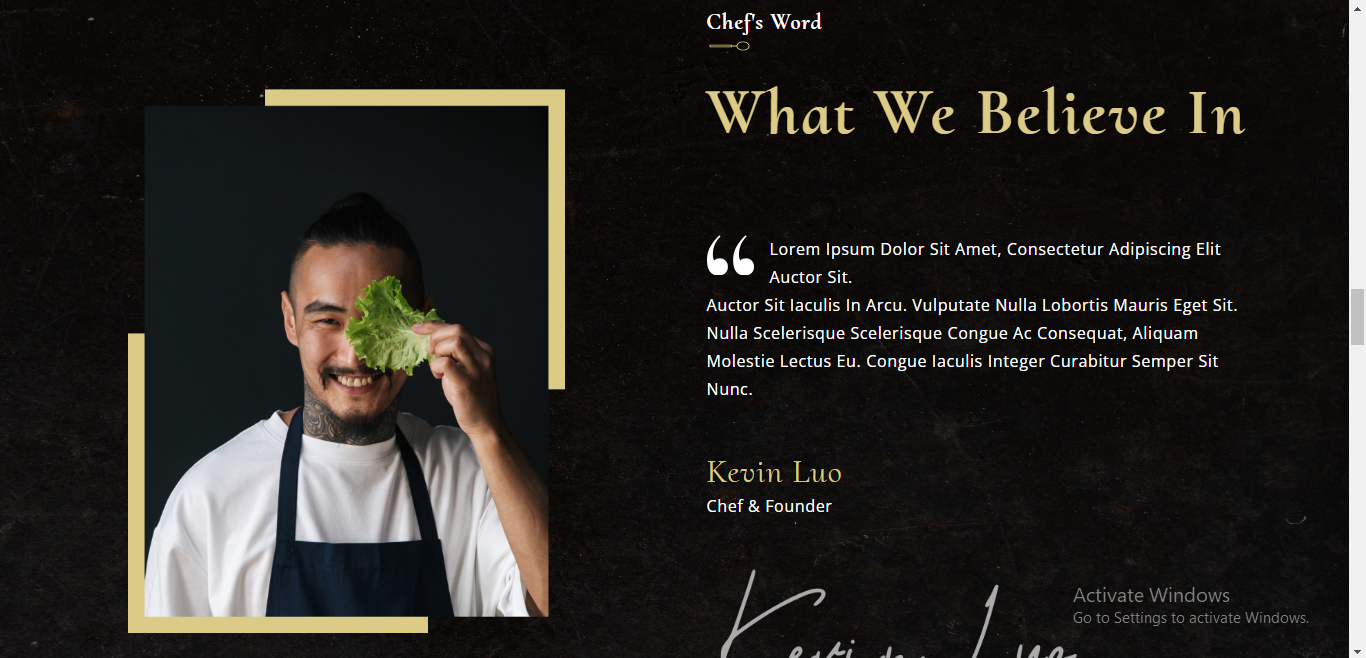 Chef's Word
What We Believe In
“ Lorem Ipsum Dolor Sit Amet, Consectetur Adipiscing Elit
Auctor Sit.
Auctor Sit Iaculis In Arcu. Vulputate Nulla Lobortis Mauris Eget Sit.
Nulla Scelerisque Scelerisque Congue Ac Consequat, Aliquam
Molestie Lectus Eu. Congue Iaculis Integer Curabitur Semper Sit
Nunc.
Kevin Luo
Chef & Founder
Kevin Luo
Activate Windows
Go to Settings to activate Windows.